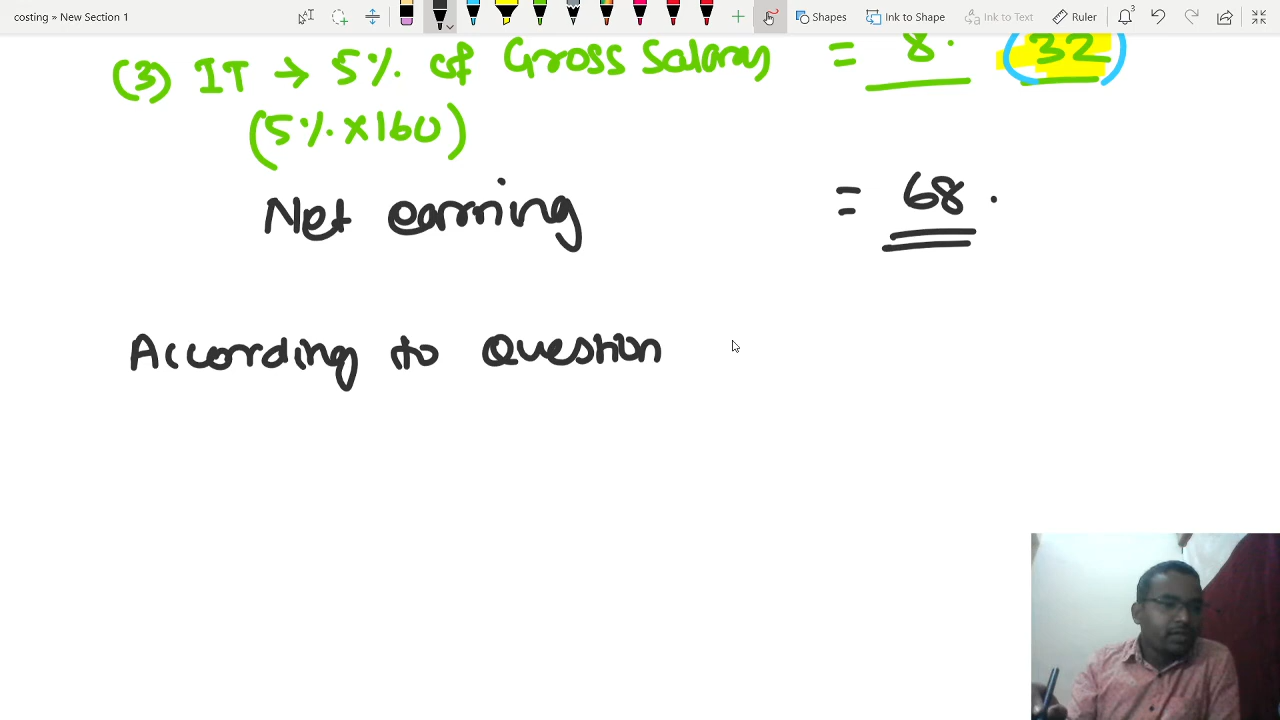 costing » New Section 1
Shapes
Ink to Shape
Ink to Text
Ruler
(3) IT → 5% of Gross Salary = 8. (32)
(5% × 160)
Net earning = 68.
According to Question